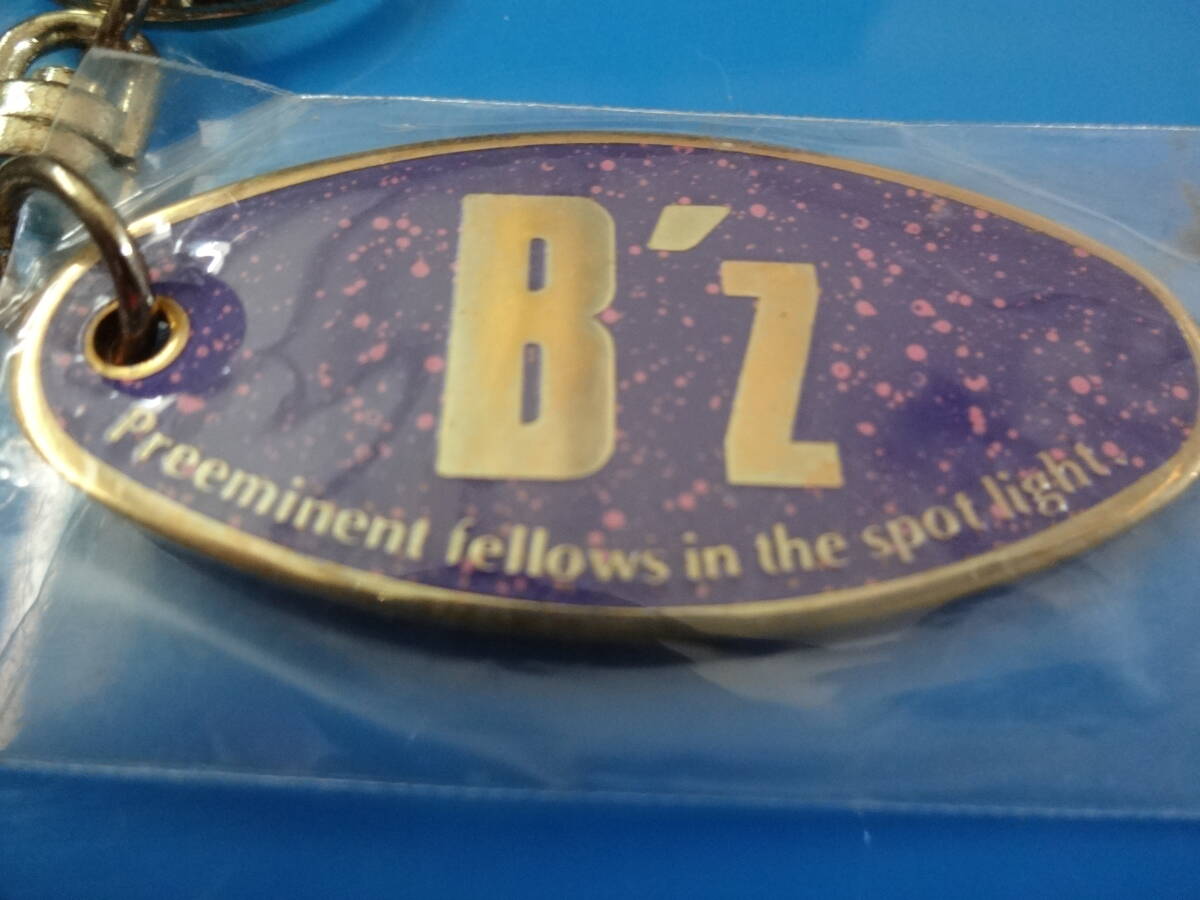 B'z
Preeminent fellows in the spot light